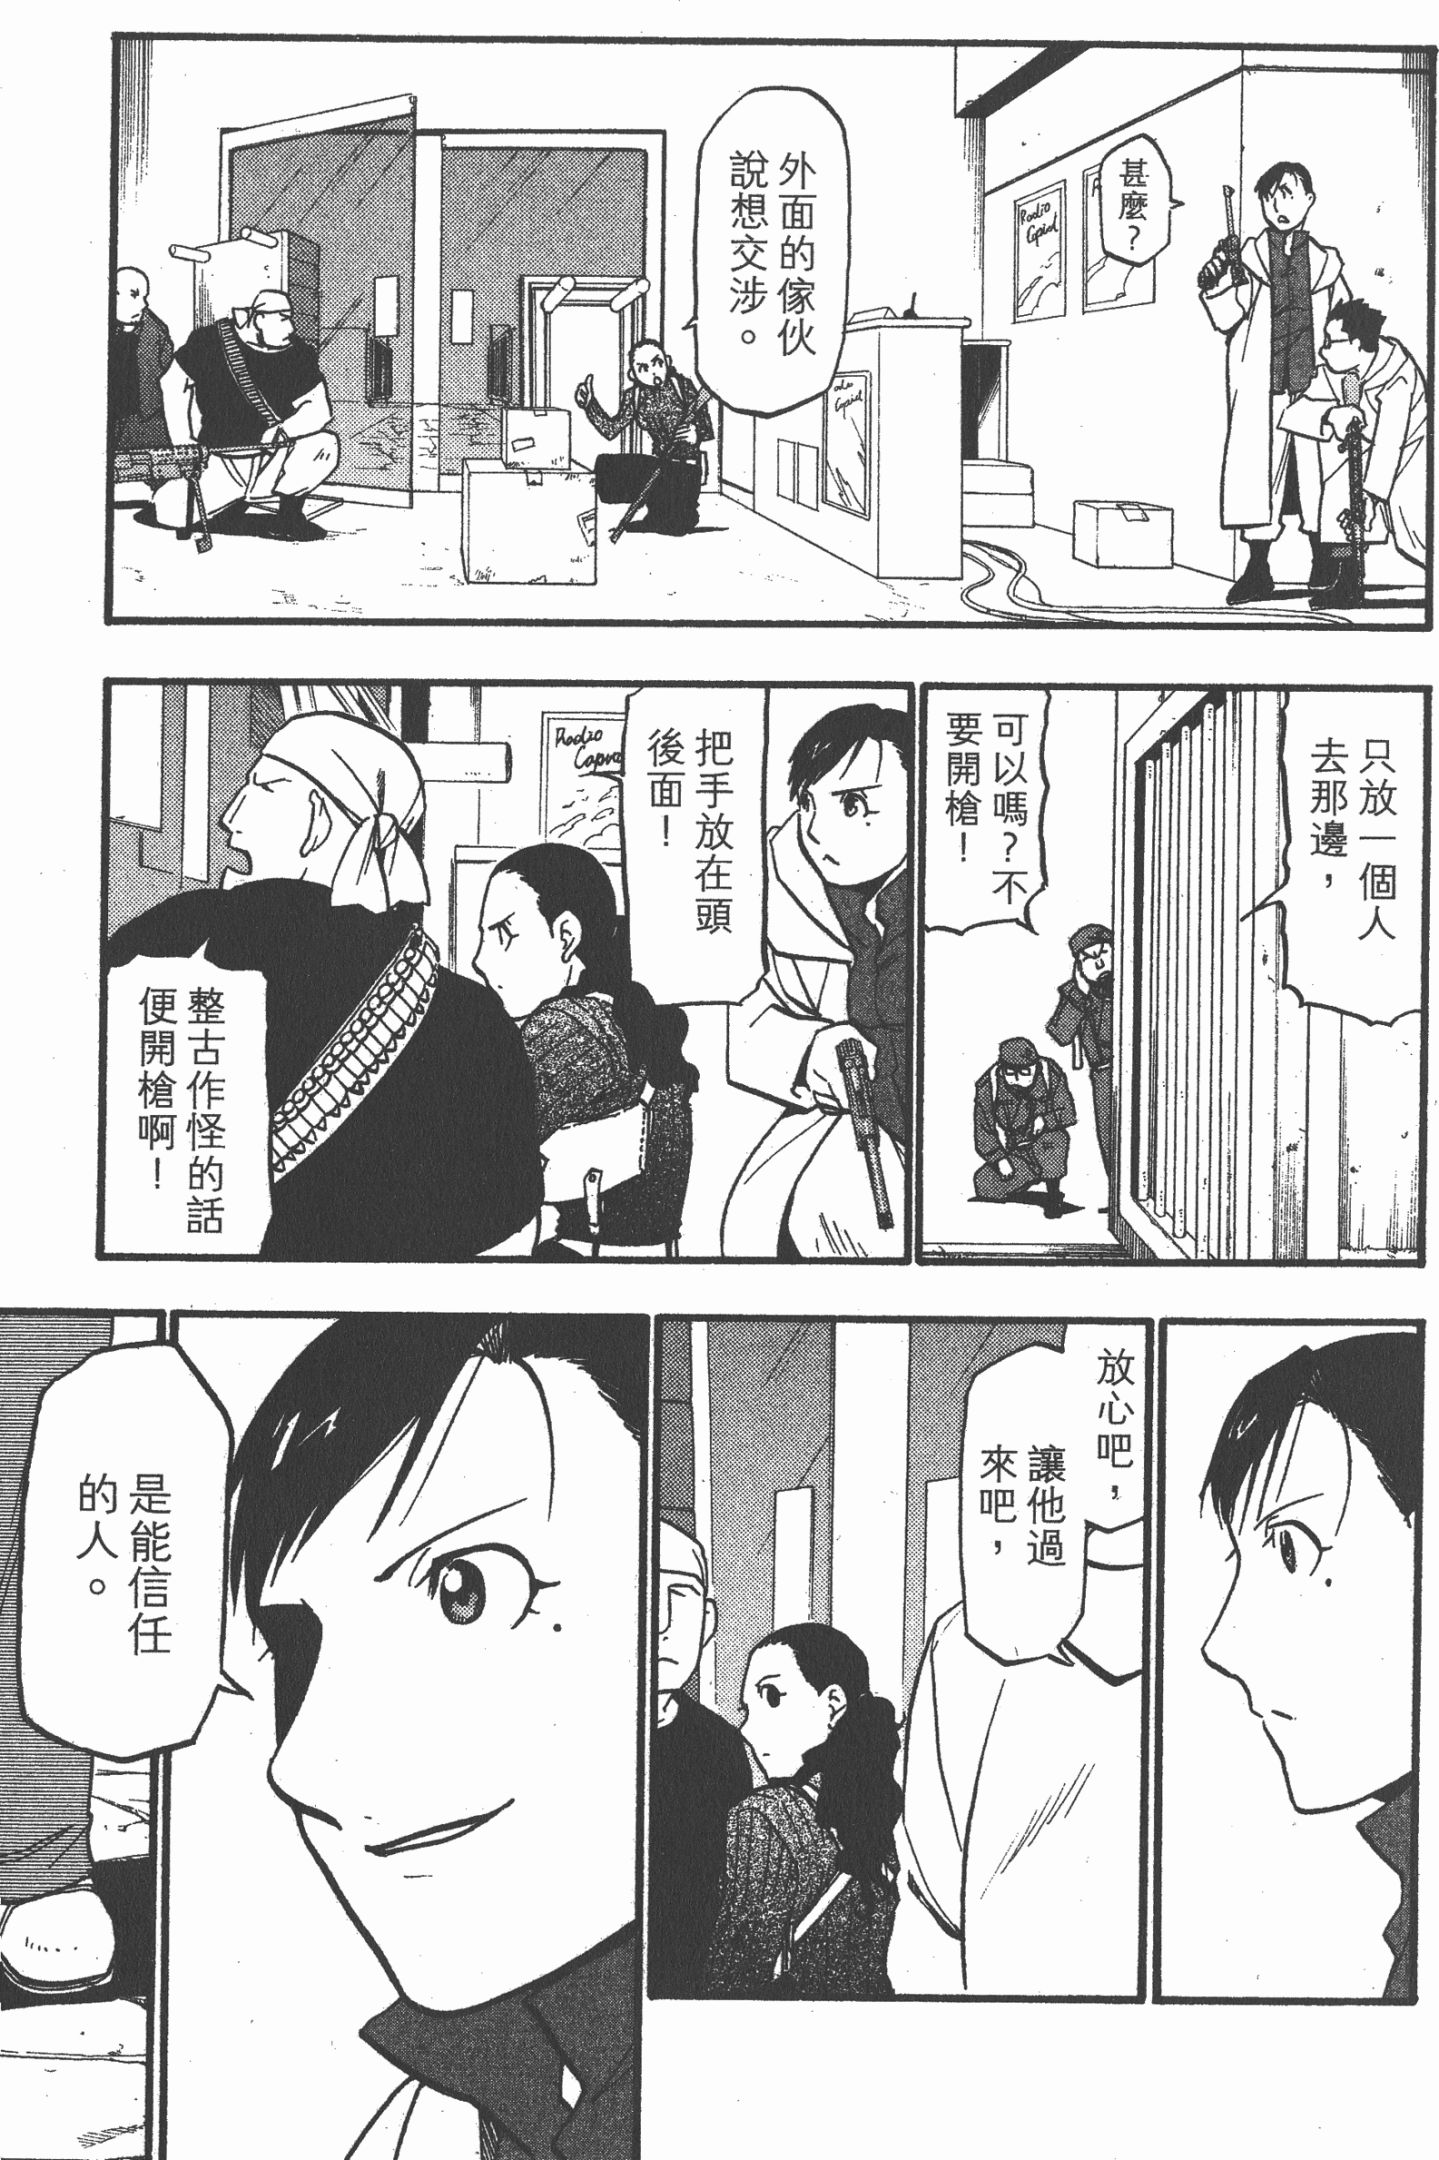 甚麼？
外面的傢伙
說想交涉。
Radio
Capital
只放一個人
去那邊，
可以嗎？不
要開槍！
把手放在頭
後面！
Radio
整古作怪的話
便開槍啊！
放心吧，
讓他過
來吧，
是能信任
的人。